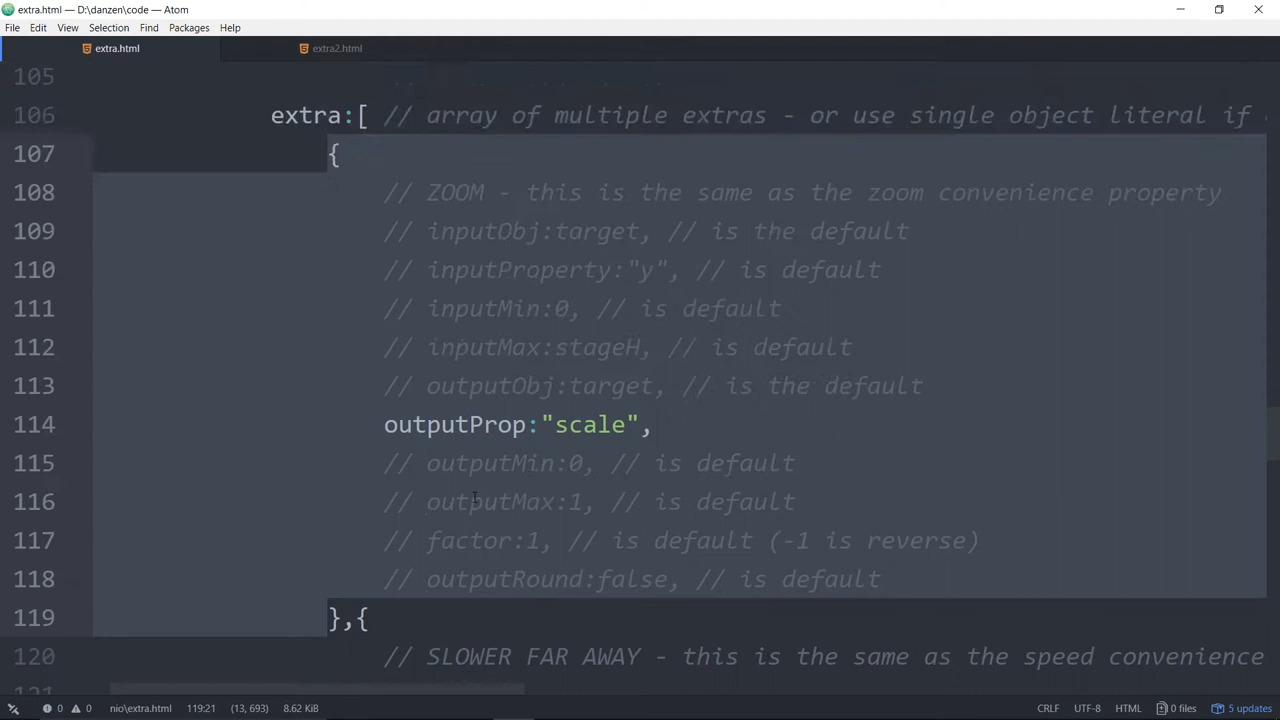 extra.html — D:\danzen\code — Atom
File Edit View Selection Find Packages Help
extra.html extra2.html
105
106 extra:[ // array of multiple extras - or use single object literal if
107 {
108 // ZOOM - this is the same as the zoom convenience property
109 // inputObj:target, // is the default
110 // inputProperty:"y", // is default
111 // inputMin:0, // is default
112 // inputMax:stageH, // is default
113 // outputObj:target, // is the default
114 outputProp:"scale",
115 // outputMin:0, // is default
116 // outputMax:1, // is default
117 // factor:1, // is default (-1 is reverse)
118 // outputRound:false, // is default
119 },{
120 // SLOWER FAR AWAY - this is the same as the speed convenience
121
0 0 nio\extra.html 119:21 (13, 693) 8.62 KiB CRLF UTF-8 HTML 0 files 5 updates